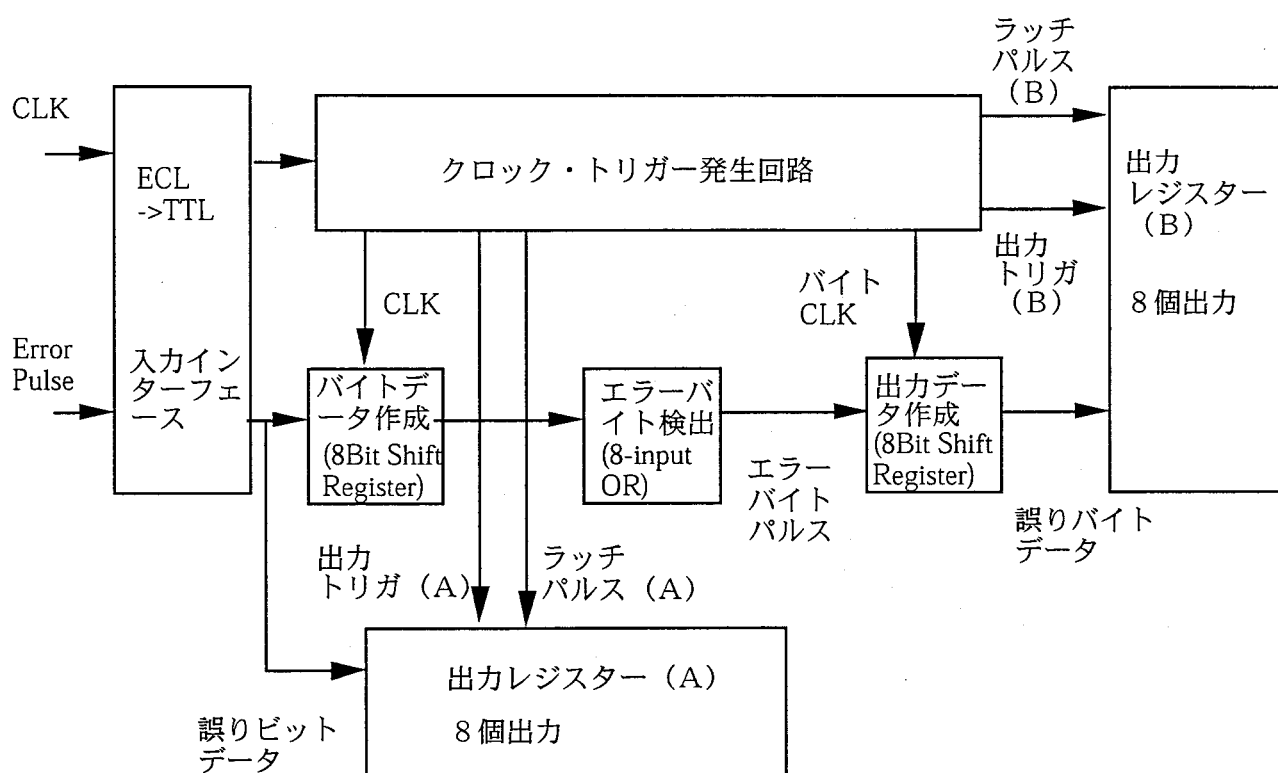 ラッチ
パルス
（B）
CLK
クロック・トリガー発生回路
ECL
->TTL
出力
レジスター
（B）
出力
トリガ
（B）
８個出力
CLK
バイト
CLK
Error
Pulse
入力イン
ターフェ
ース
バイトデ
ータ作成
(8Bit Shift
Register)
エラーバ
イト検出
(8-input
OR)
出力デー
タ作成
(8Bit Shift
Register)
エラー
バイト
パルス
誤りバイト
データ
出力
トリガ（A）
ラッチ
パルス（A）
出力レジスター（A）
８個出力
誤りビット
データ